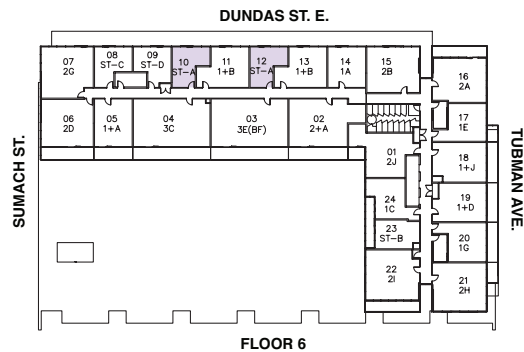 DUNDAS ST. E.
07
2G
08
ST-C
09
ST-D
10
ST-A
11
1+B
12
ST-A
13
1+B
14
1A
15
2B
16
2A
06
2D
05
1+A
04
3C
03
3E(BF)
02
2+A
17
1E
01
2J
18
1+J
SUMACH ST.
TUBMAN AVE.
24
1C
19
1+D
23
ST-B
20
1G
22
2I
21
2H
FLOOR 6